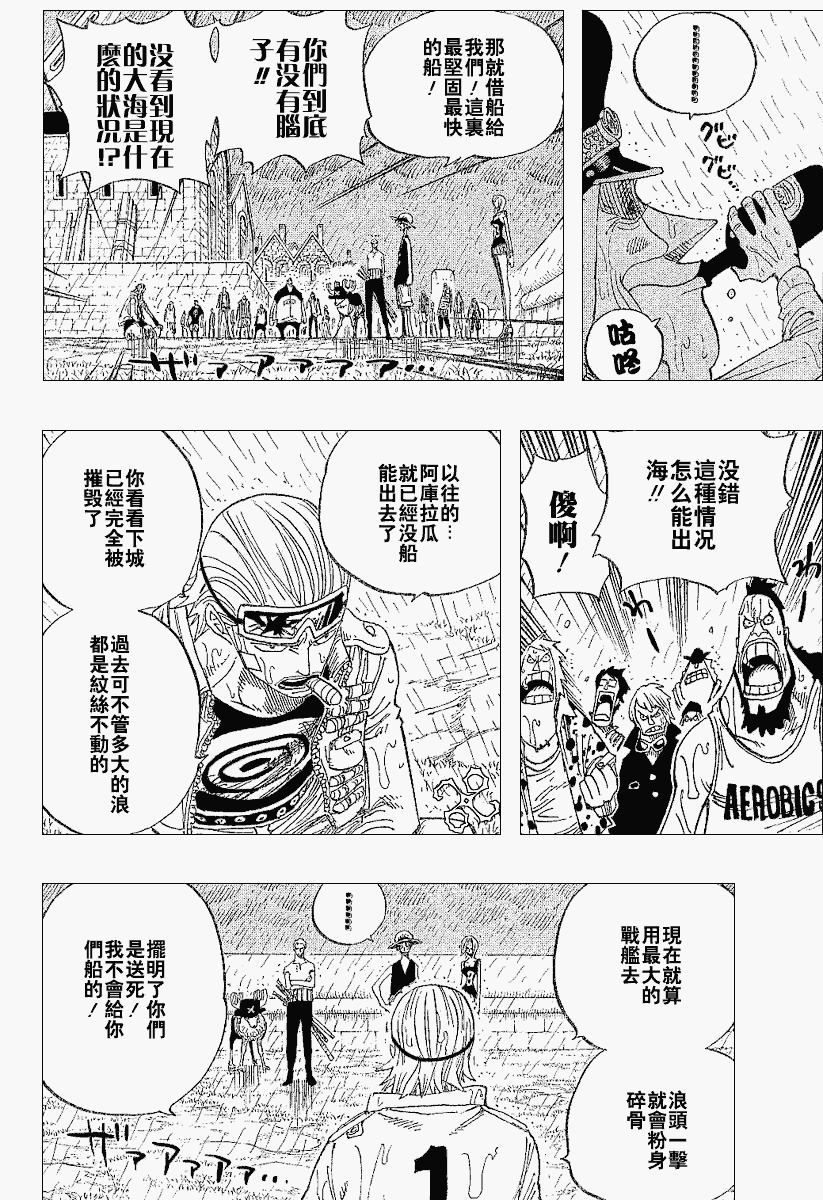 ………
グビ
グビ…
咕咚
那就借船給
我們！這裏
最堅固最快
的船！
你們到底
有没有腦
子!!
没看到現在
的大海是什
麼的狀況!?
ザァァァァァ…
没錯
這種情况
怎么能出
海!!
傻啊！
AEROBICS
以往的…
阿庫拉瓜
就已經没船
能出去了
你看看下城
已經完全被
摧毁了
過去可不管多大的浪
都是紋絲不動的
現在就算
用最大的
戰艦去
浪頭一擊
就會粉身
碎骨
………
擺明了你們
是送死！
我不會給你
們船的！
ザァァァァ…
1